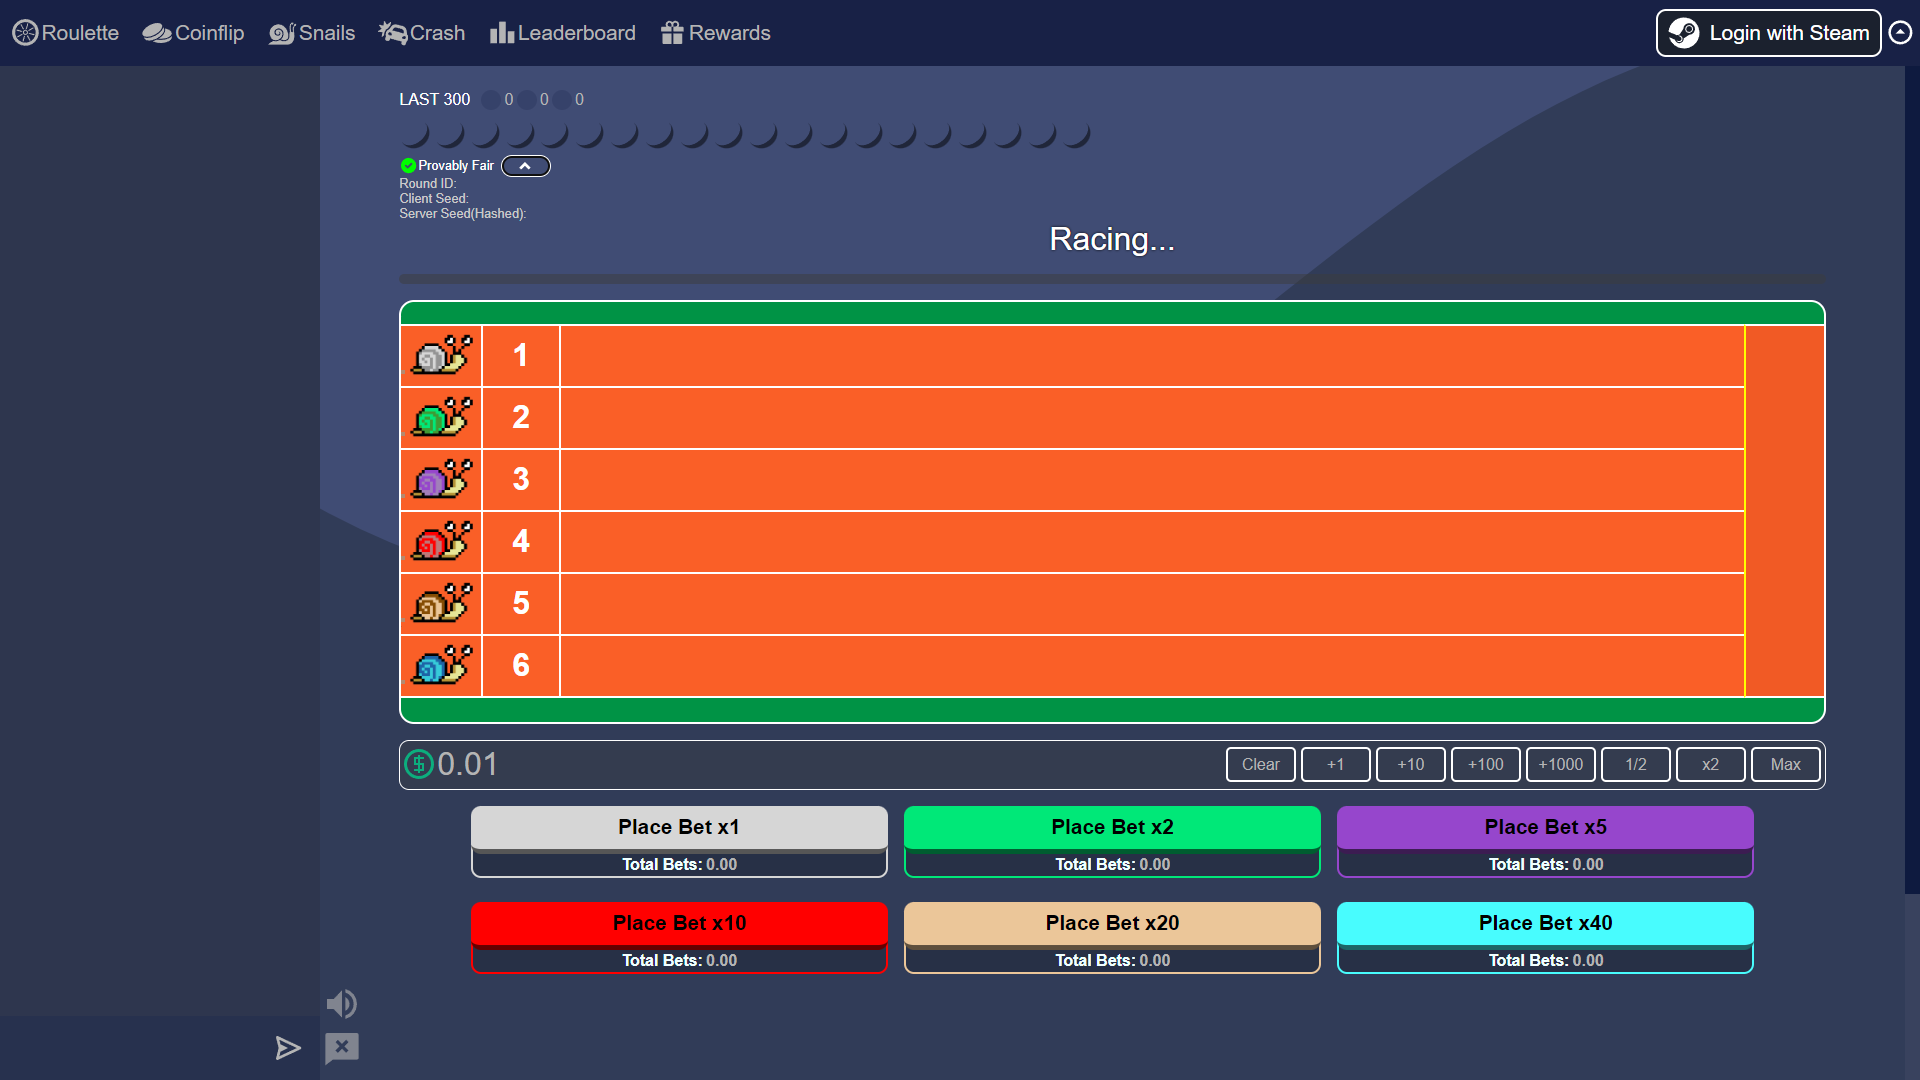 Roulette Coinflip Snails Crash Leaderboard Rewards Login with Steam
LAST 300 0 0 0
Provably Fair
Round ID:
Client Seed:
Server Seed(Hashed):
Racing...
1
2
3
4
5
6
0.01 Clear +1 +10 +100 +1000 1/2 x2 Max
Place Bet x1 Place Bet x2 Place Bet x5
Total Bets: 0.00 Total Bets: 0.00 Total Bets: 0.00
Place Bet x10 Place Bet x20 Place Bet x40
Total Bets: 0.00 Total Bets: 0.00 Total Bets: 0.00